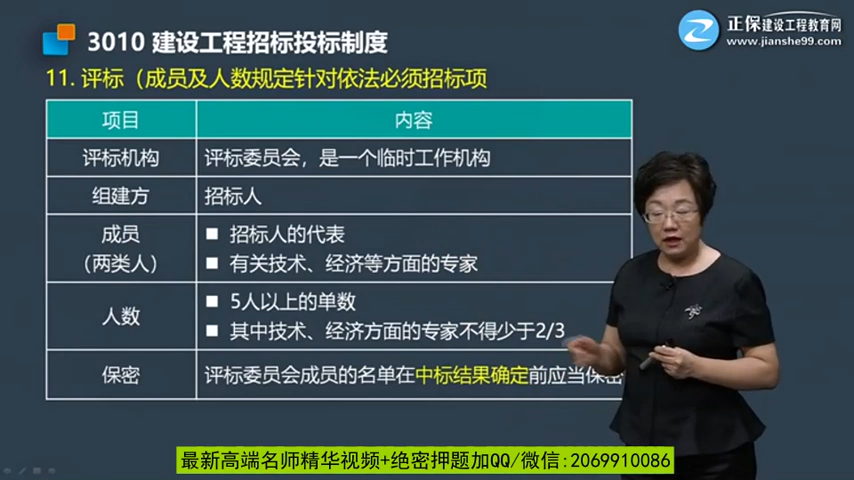 正保建设工程教育网
www.jianshe99.com
3010 建设工程招标投标制度
11. 评标（成员及人数规定针对依法必须招标项
项目 内容
评标机构 评标委员会，是一个临时工作机构
组建方 招标人
成员
（两类人）
■ 招标人的代表
■ 有关技术、经济等方面的专家
人数
■ 5人以上的单数
■ 其中技术、经济方面的专家不得少于2/3
保密 评标委员会成员的名单在中标结果确定前应当保密
最新高端名师精华视频+绝密押题加QQ/微信:2069910086